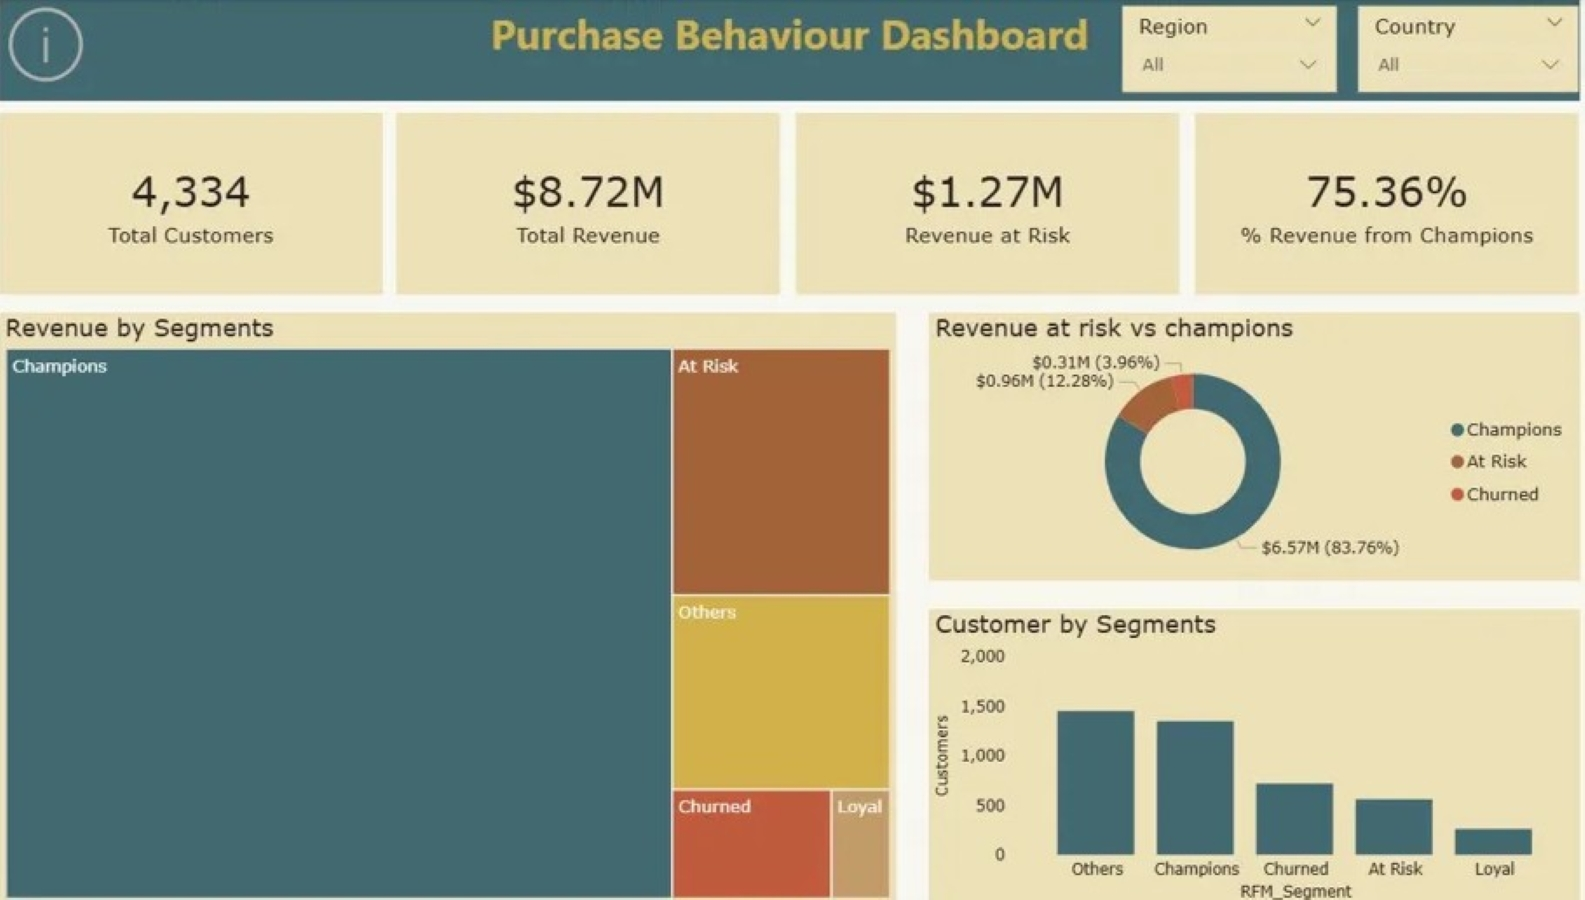 i
Purchase Behaviour Dashboard
Region
All
Country
All
4,334
Total Customers
$8.72M
Total Revenue
$1.27M
Revenue at Risk
75.36%
% Revenue from Champions
Revenue by Segments
Champions
At Risk
Others
Churned
Loyal
Revenue at risk vs champions
$0.31M (3.96%)
$0.96M (12.28%)
$6.57M (83.76%)
Champions
At Risk
Churned
Customer by Segments
Customers
2,000
1,500
1,000
500
0
Others Champions Churned At Risk Loyal
RFM_Segment